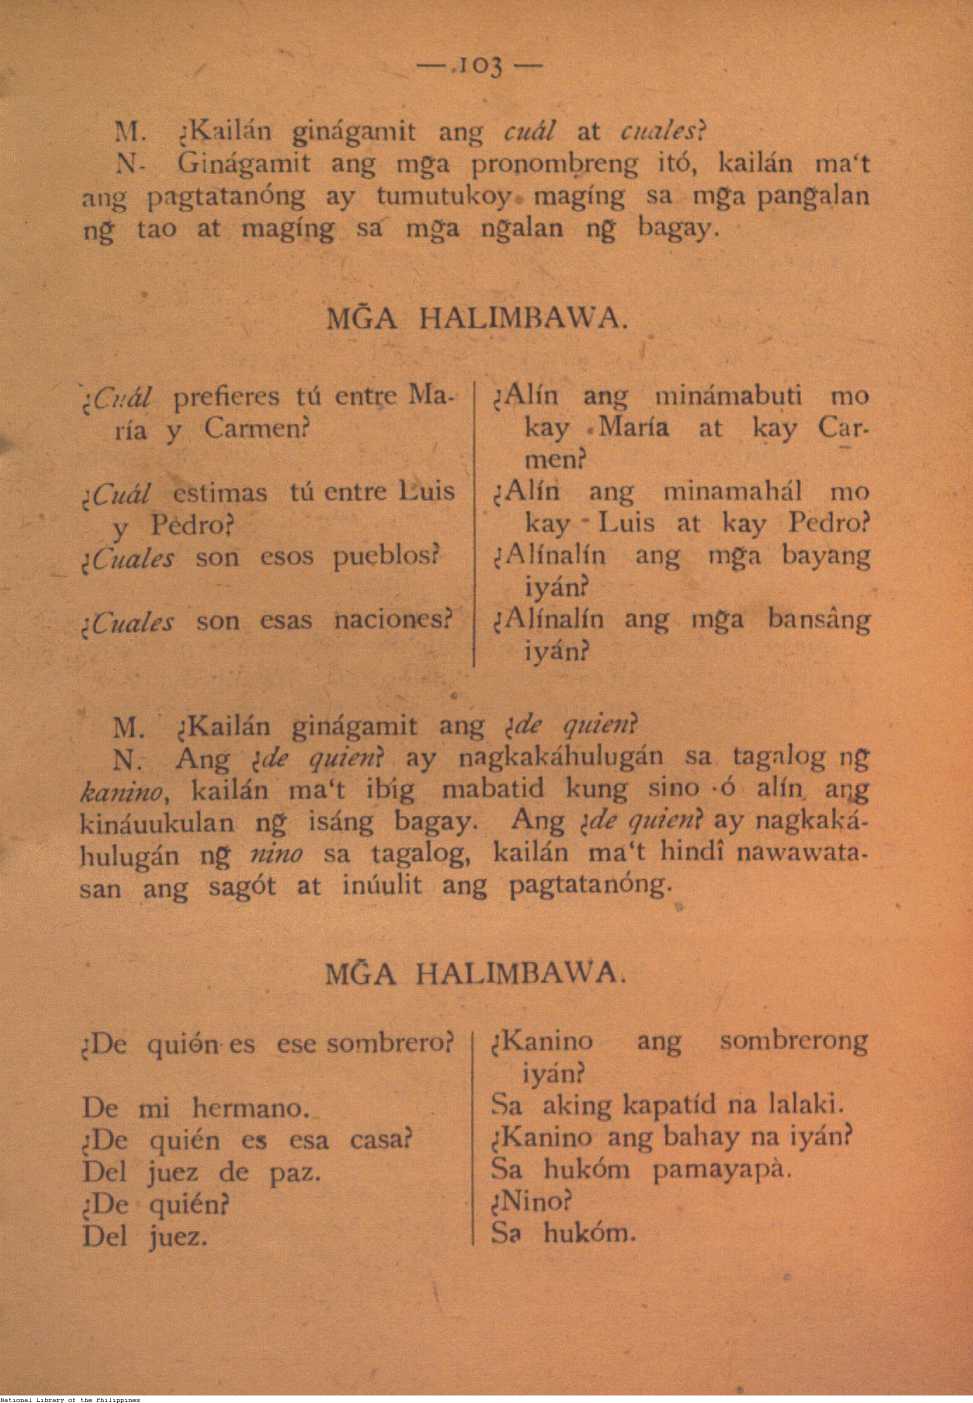 — 103 —
M. ¿Kailán ginágamit ang cuál at cuales?
N- Ginágamit ang mg̃a pronombreng itó, kailán ma‘t
ang pagtatanóng ay tumutukoy magíng sa mg̃a pang̃alan
ng̃ tao at magíng sa mg̃a ng̃alan ng̃ bagay.
MG̃A HALIMBAWA.
¿Cuál prefieres tú entre Ma-
ría y Carmen?
¿Cuál estimas tú entre Luis
y Pedro?
¿Cuales son esos pueblos?
¿Cuales son esas naciones?
¿Alín ang minámabuti mo
kay María at kay Car-
men?
¿Alín ang minamahál mo
kay Luis at kay Pedro?
¿Alínalín ang mg̃a bayang
iyán?
¿Alínalín ang mg̃a bansâng
iyán?
M. ¿Kailán ginágamit ang ¿de quien?
N. Ang ¿de quien? ay nagkakáhulugán sa tagalog ng̃
kanino, kailán ma‘t ibíg mabatid kung sino ó alín ang
kináuukulan ng̃ isáng bagay. Ang ¿de quien? ay nagkaká-
hulugán ng̃ nino sa tagalog, kailán ma‘t hindî nawawata-
san ang sagót at inúulit ang pagtatanóng.
MG̃A HALIMBAWA.
¿De quión es ese sombrero?
De mi hermano.
¿De quién es esa casa?
Del juez de paz.
¿De quién?
Del juez.
¿Kanino ang sombrerong
iyán?
Sa aking kapatíd na lalaki.
¿Kanino ang bahay na iyán?
Sa hukóm pamayapà.
¿Nino?
Sa hukóm.
National Library of the Philippines